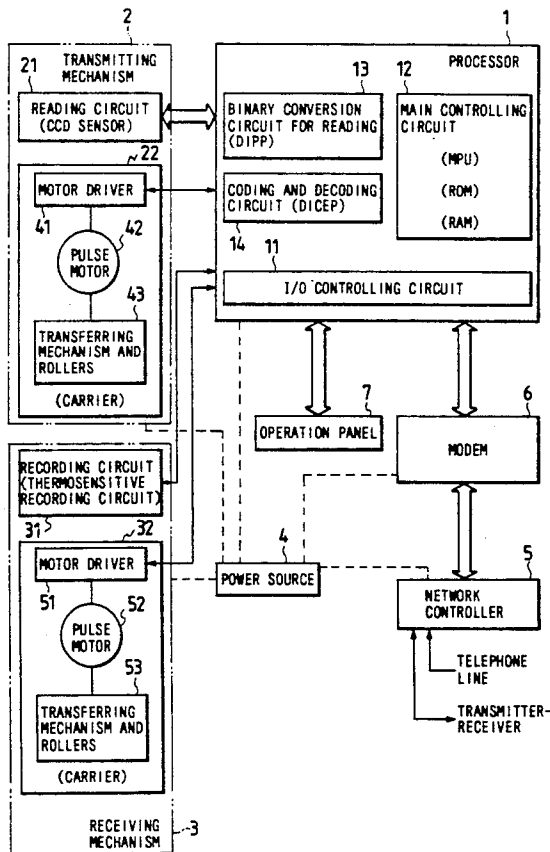 2
TRANSMITTING
MECHANISM
21
READING CIRCUIT
(CCD SENSOR)
22
MOTOR DRIVER
41
42
PULSE
MOTOR
43
TRANSFERRING
MECHANISM AND
ROLLERS
(CARRIER)
1
PROCESSOR
13
BINARY CONVERSION
CIRCUIT FOR READING
(DIPP)
12
MAIN CONTROLLING
CIRCUIT
(MPU)
(ROM)
(RAM)
CODING AND DECODING
CIRCUIT (DICEP)
14
11
I/O CONTROLLING CIRCUIT
7
OPERATION PANEL
6
MODEM
RECORDING CIRCUIT
(THERMOSENSITIVE
RECORDING CIRCUIT)
31
32
MOTOR DRIVER
51
52
PULSE
MOTOR
53
TRANSFERRING
MECHANISM AND
ROLLERS
(CARRIER)
RECEIVING
MECHANISM
3
4
POWER SOURCE
5
NETWORK
CONTROLLER
TELEPHONE
LINE
TRANSMITTER-
RECEIVER